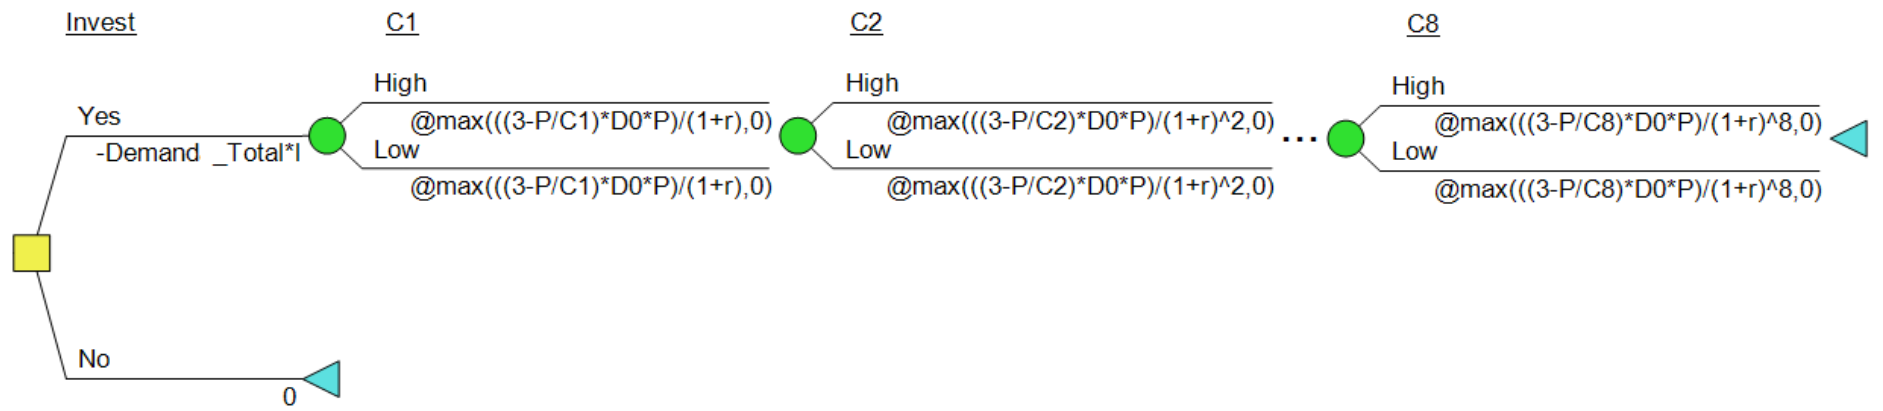 Invest
C1
C2
C8
High
High
High
Yes
@max(((3-P/C1)*D0*P)/(1+r),0)
@max(((3-P/C2)*D0*P)/(1+r)^2,0)
@max(((3-P/C8)*D0*P)/(1+r)^8,0)
-Demand _Total*I
Low
Low
...
Low
@max(((3-P/C1)*D0*P)/(1+r),0)
@max(((3-P/C2)*D0*P)/(1+r)^2,0)
@max(((3-P/C8)*D0*P)/(1+r)^8,0)
No
0